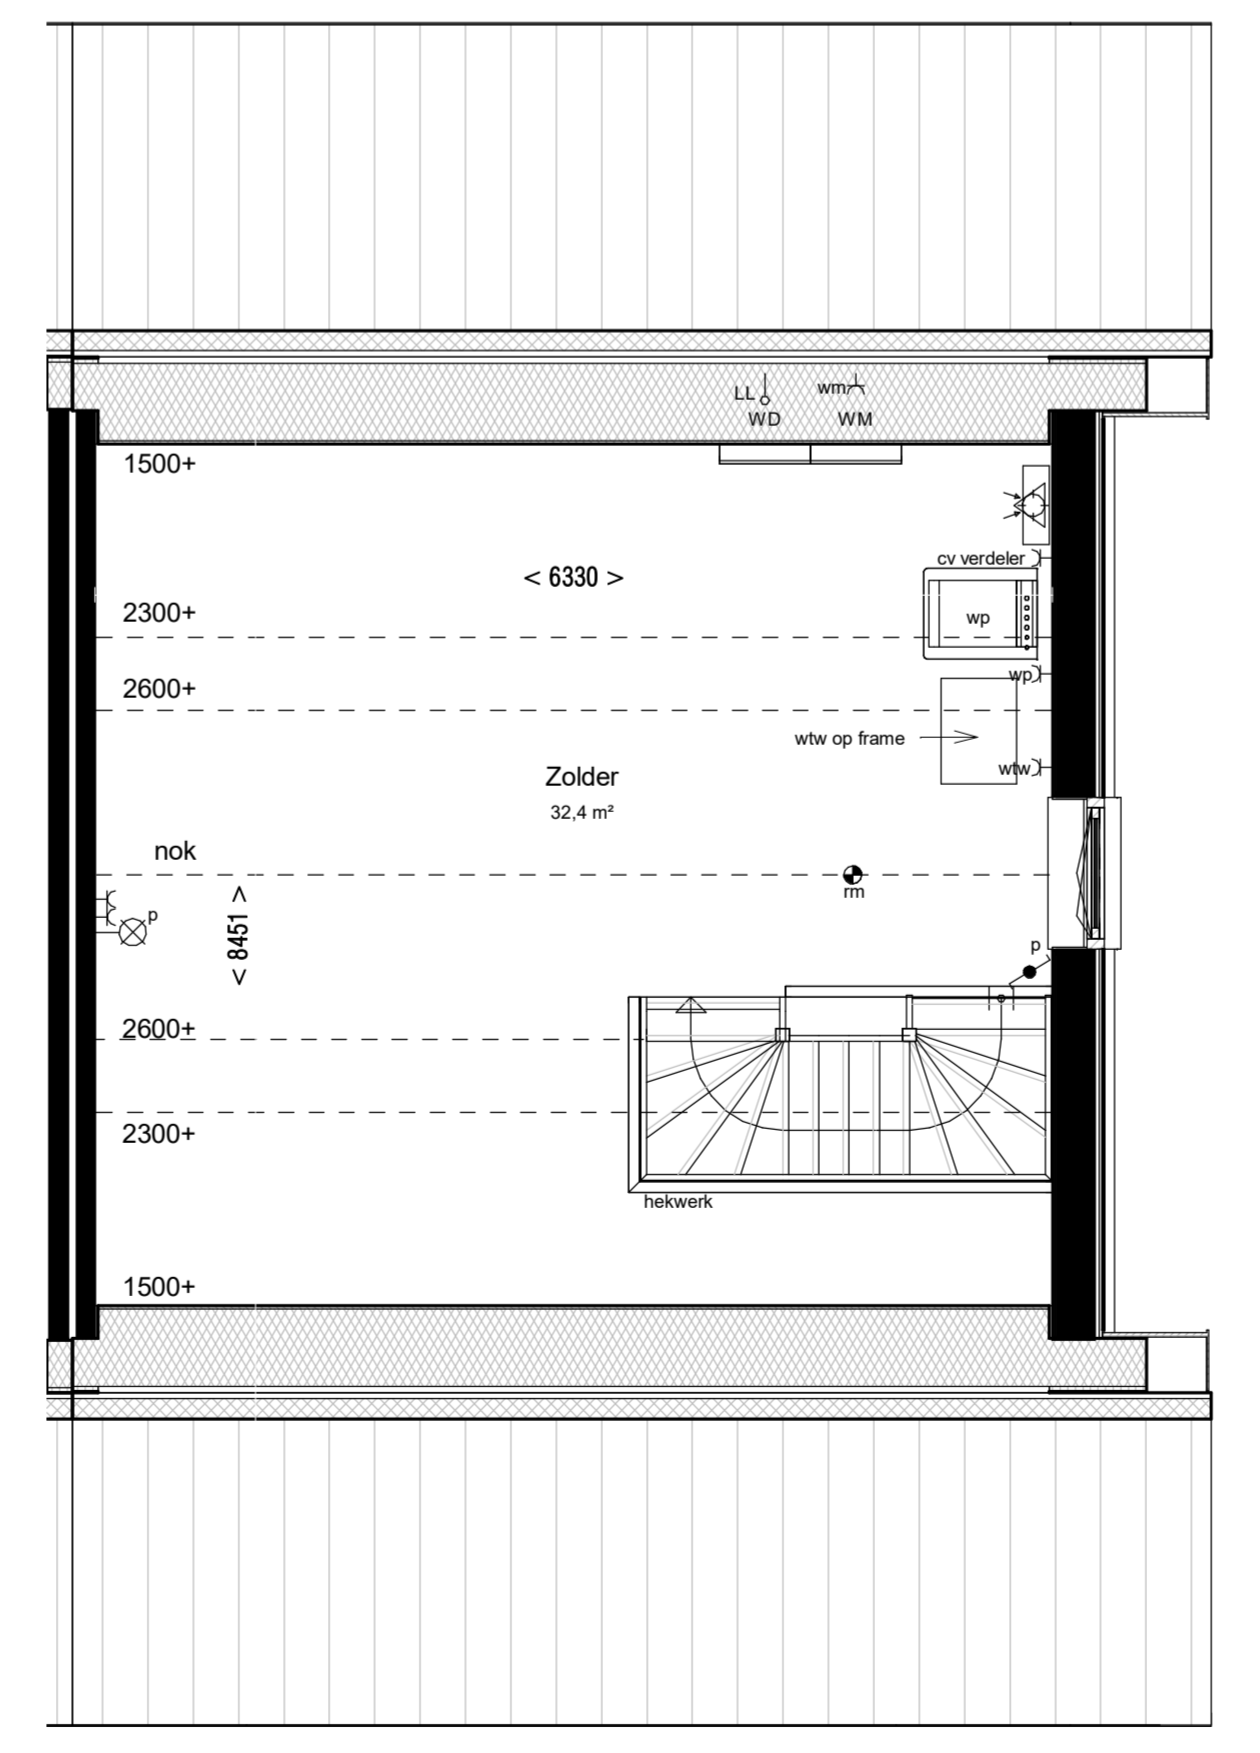 LL
wm
WD
WM
1500+
cv verdeler
< 6330 >
2300+
wp
wp
2600+
wtw op frame
wtw
Zolder
32,4 m²
nok
rm
p
< 8451 >
p
2600+
2300+
hekwerk
1500+